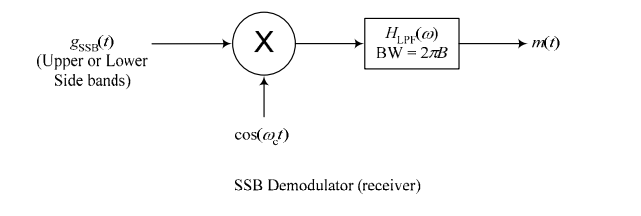 g_SSB(t)
(Upper or Lower
Side bands)
X
cos(ω_c t)
H_LPF(ω)
BW = 2πB
m(t)
SSB Demodulator (receiver)